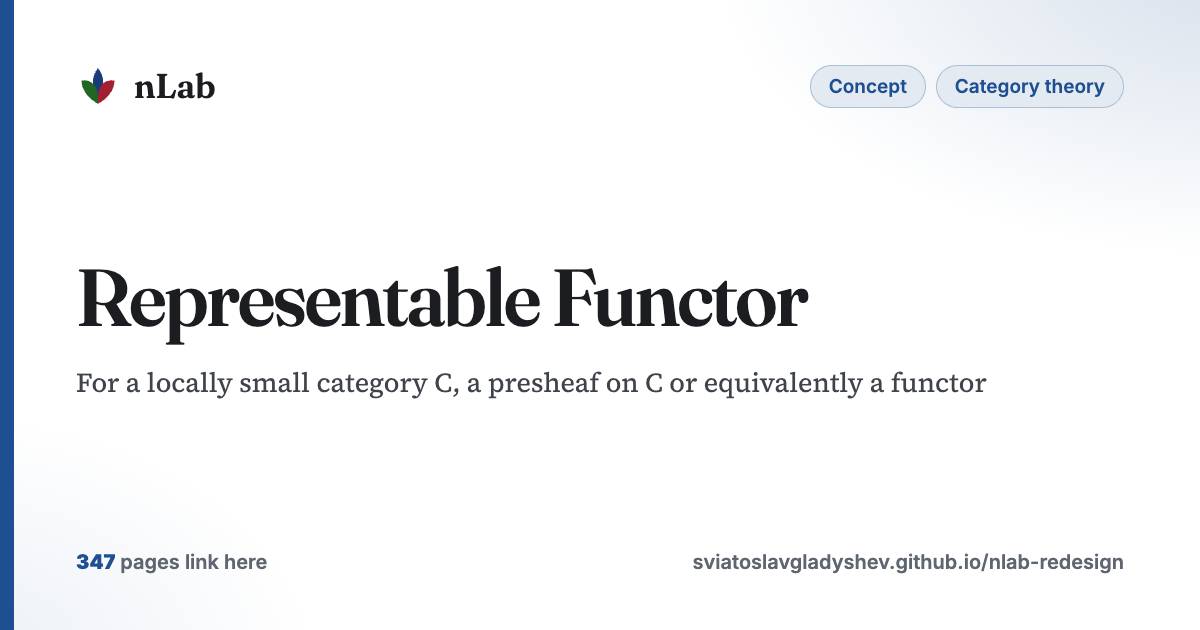 nLab
Concept
Category theory
Representable Functor
For a locally small category C, a presheaf on C or equivalently a functor
347 pages link here
sviatoslavgladyshev.github.io/nlab-redesign